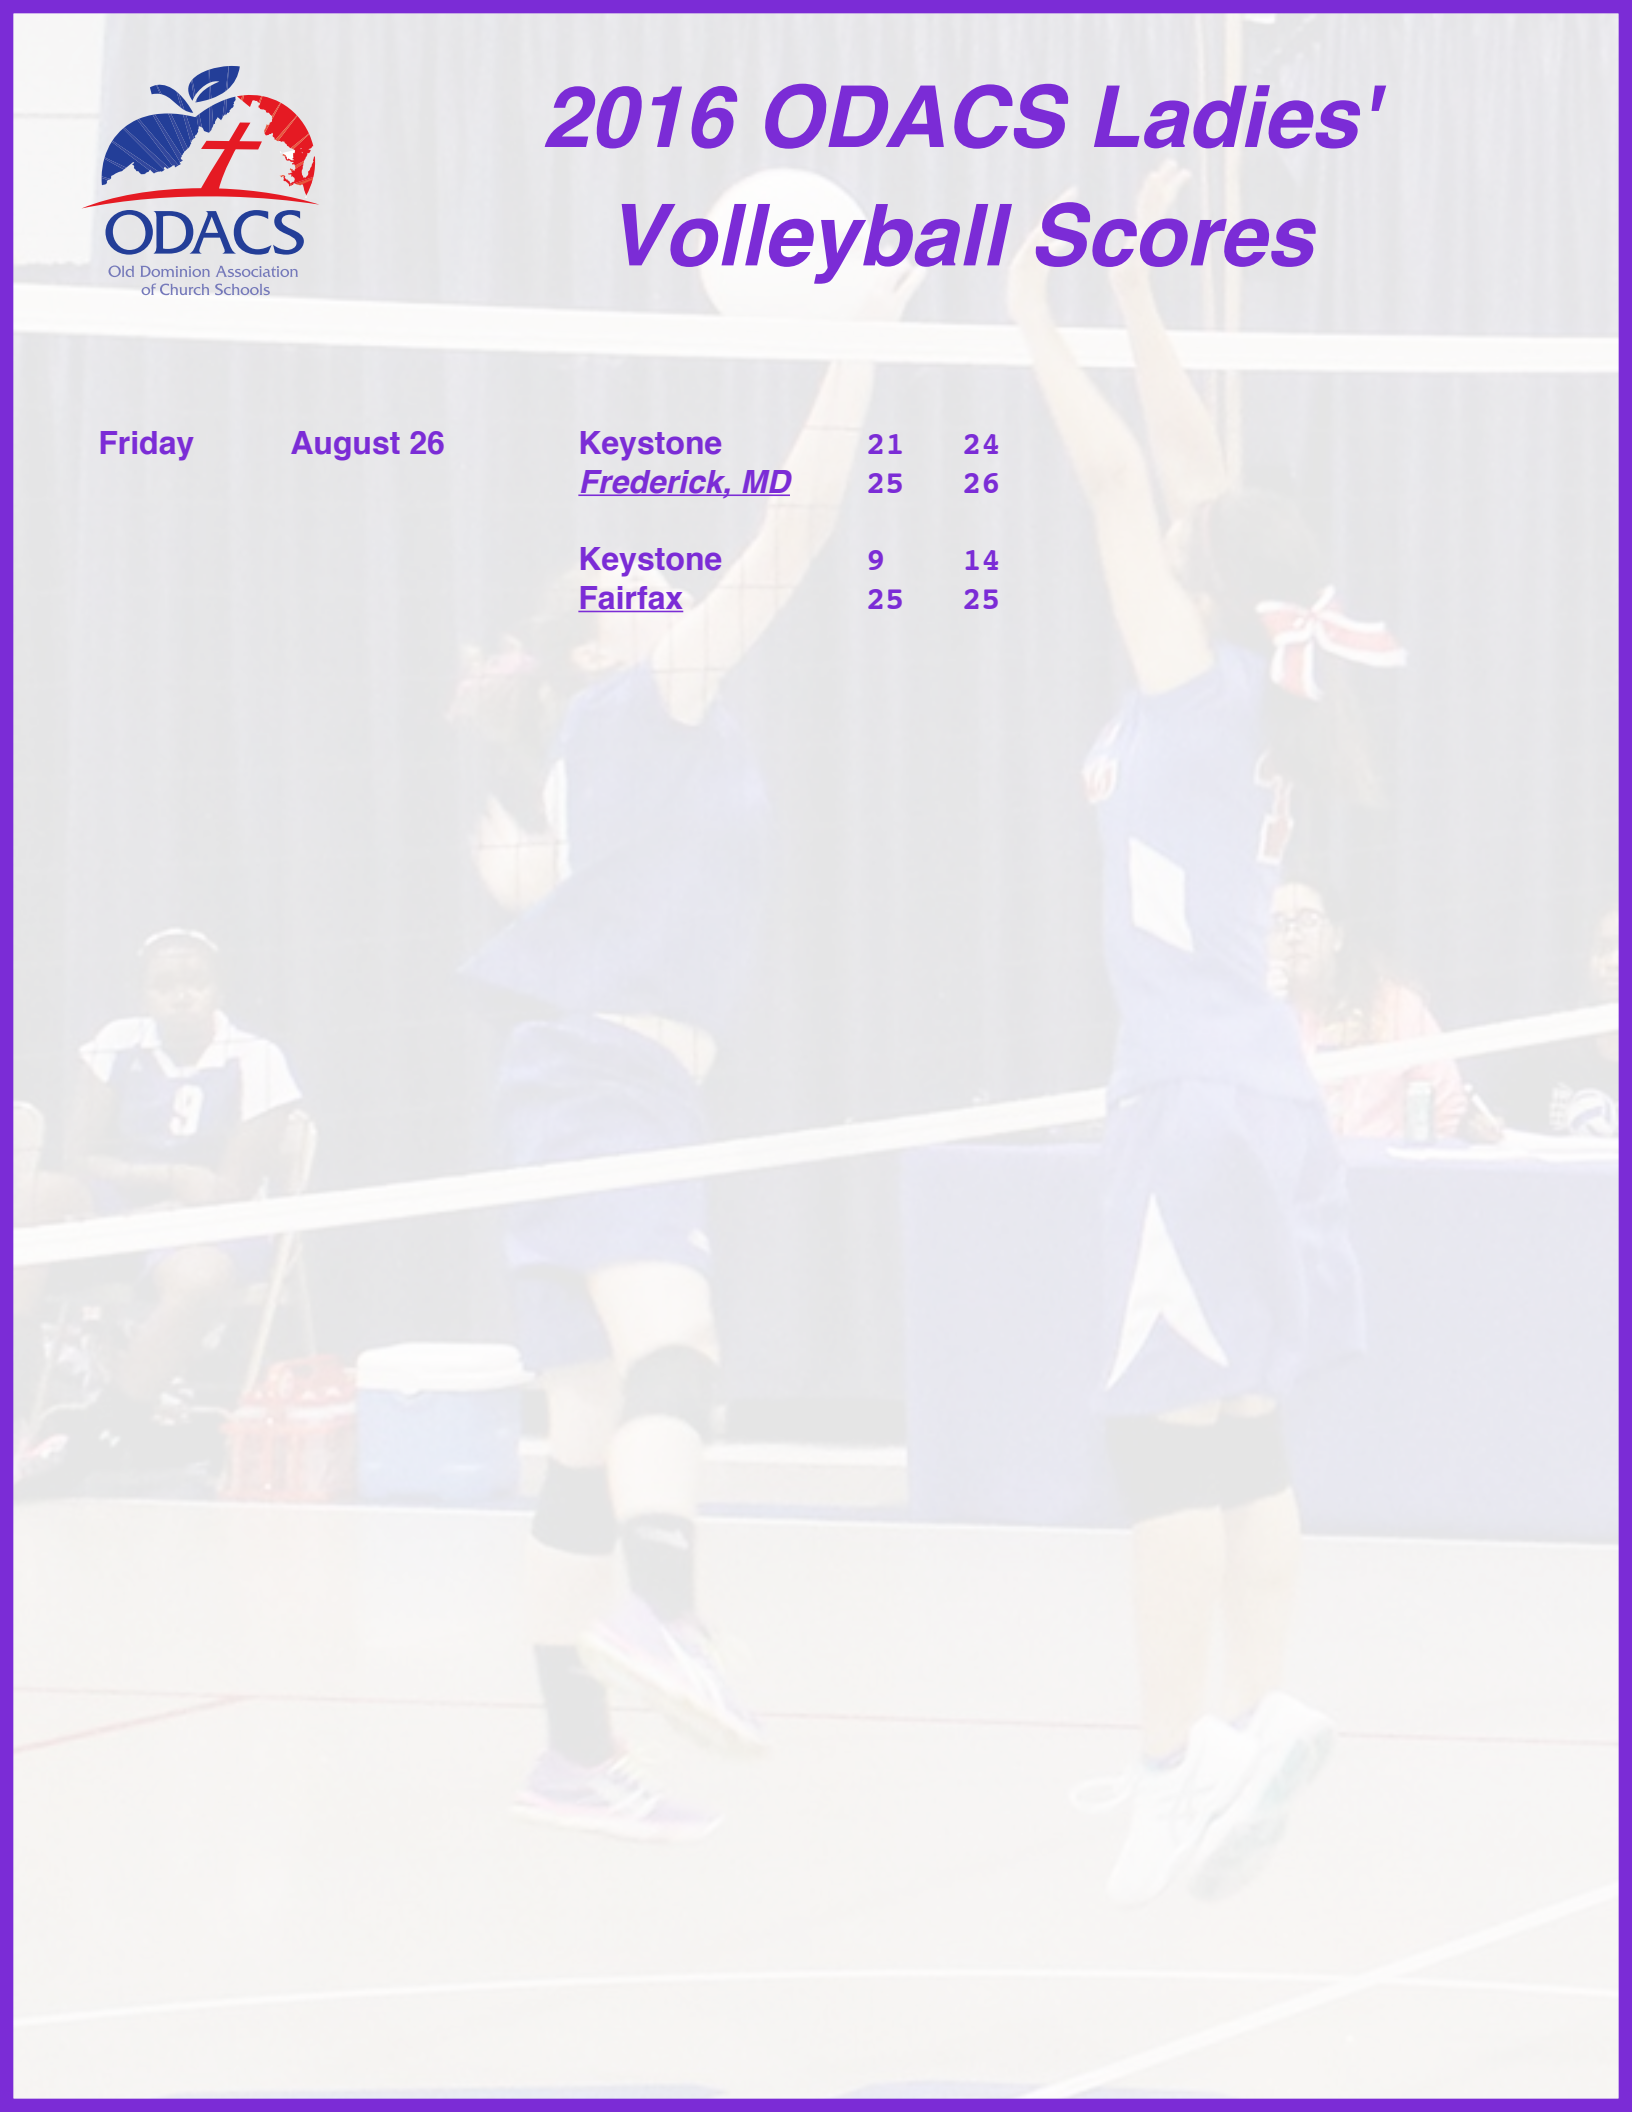 2016 ODACS Ladies'
Volleyball Scores
ODACS
Old Dominion Association
of Church Schools
Friday August 26 Keystone 21 24
Frederick, MD 25 26
Keystone 9 14
Fairfax 25 25
9